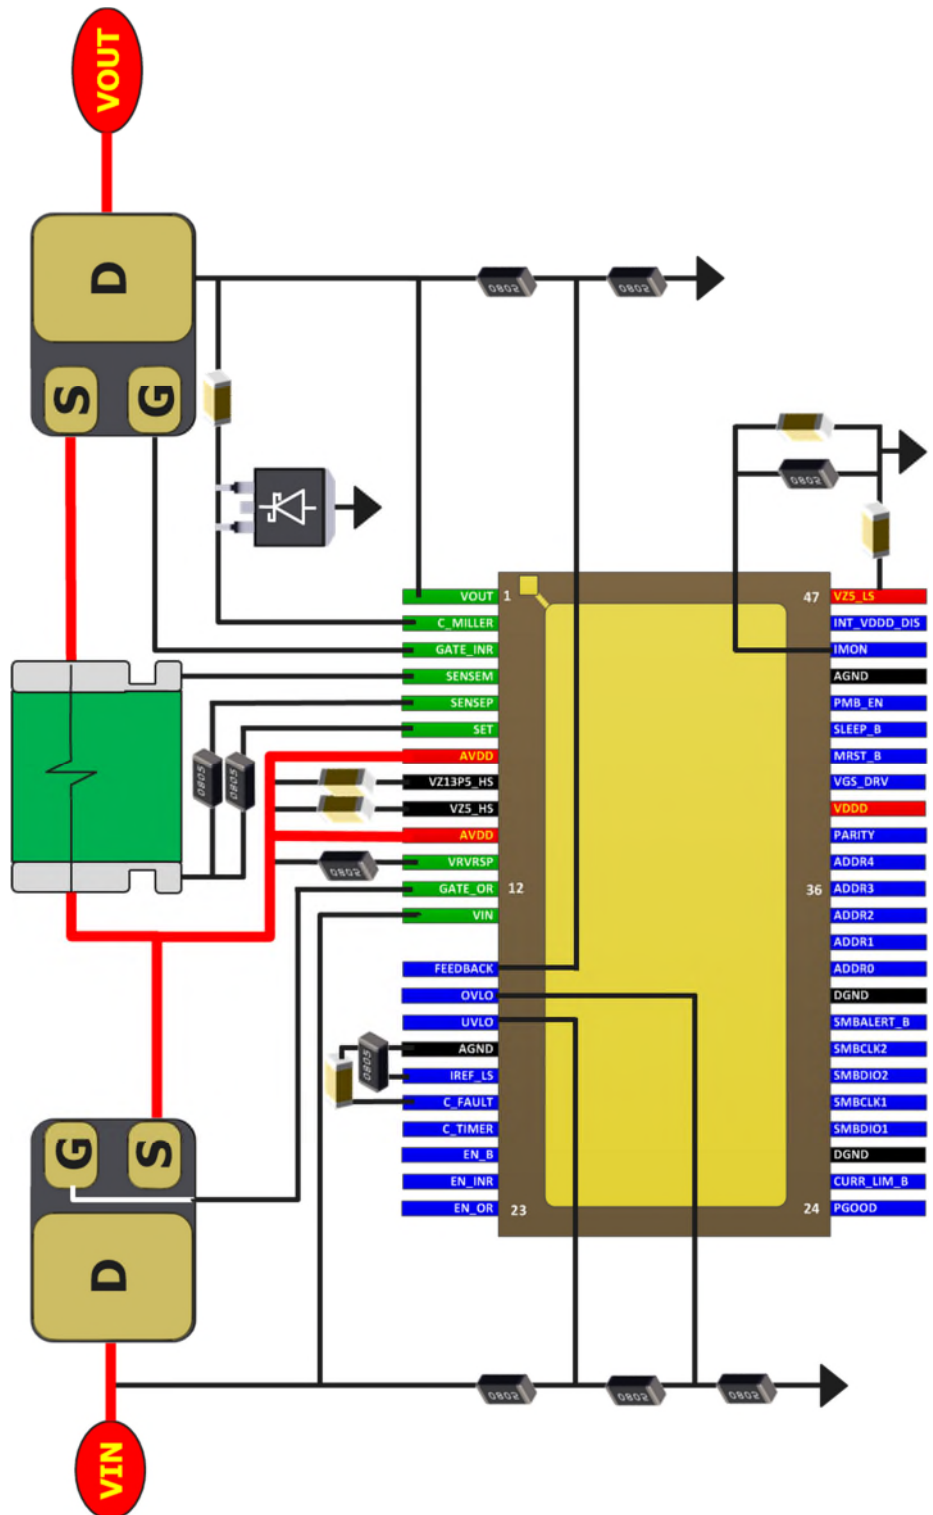 VOUT
D
S
G
0802
0802
0802
VOUT
C_MILLER
GATE_INR
SENSEM
SENSEP
SET
AVDD
VZ13P5_HS
VZ5_HS
AVDD
VRVRSP
GATE_OR
VIN
FEEDBACK
OVLO
UVLO
AGND
IREF_LS
C_FAULT
C_TIMER
EN_B
EN_INR
EN_OR
1
12
23
47
36
24
VZ5_LS
INT_VDDD_DIS
IMON
AGND
PMB_EN
SLEEP_B
MRST_B
VGS_DRV
VDDD
PARITY
ADDR4
ADDR3
ADDR2
ADDR1
ADDR0
DGND
SMBALERT_B
SMBCLK2
SMBDIO2
SMBCLK1
SMBDIO1
DGND
CURR_LIM_B
PGOOD
0805
0805
0802
0805
G
S
D
0802
0802
0802
VIN